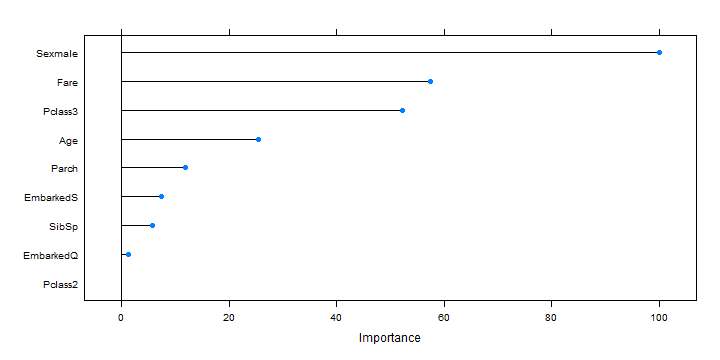 Sexmale
Fare
Pclass3
Age
Parch
EmbarkedS
SibSp
EmbarkedQ
Pclass2
0 20 40 60 80 100
Importance